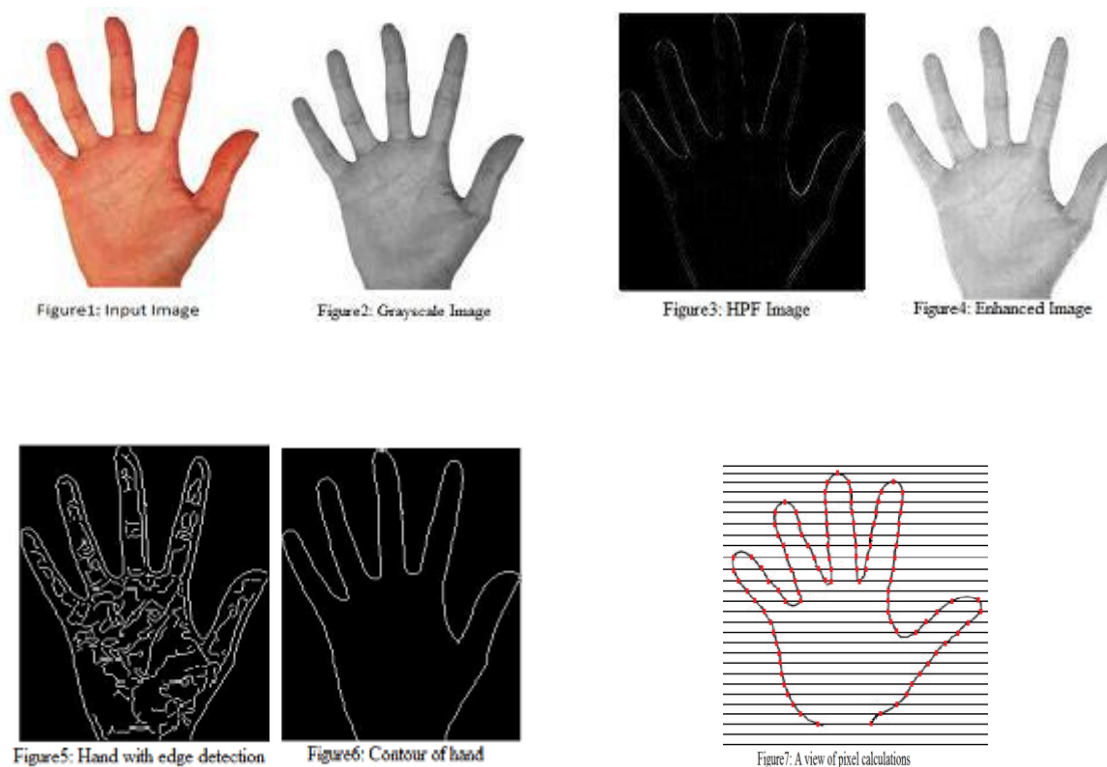 Figure1: Input Image
Figure2: Grayscale Image
Figure3: HPF Image
Figure4: Enhanced Image
Figure5: Hand with edge detection
Figure6: Contour of hand
Figure7: A view of pixel calculations